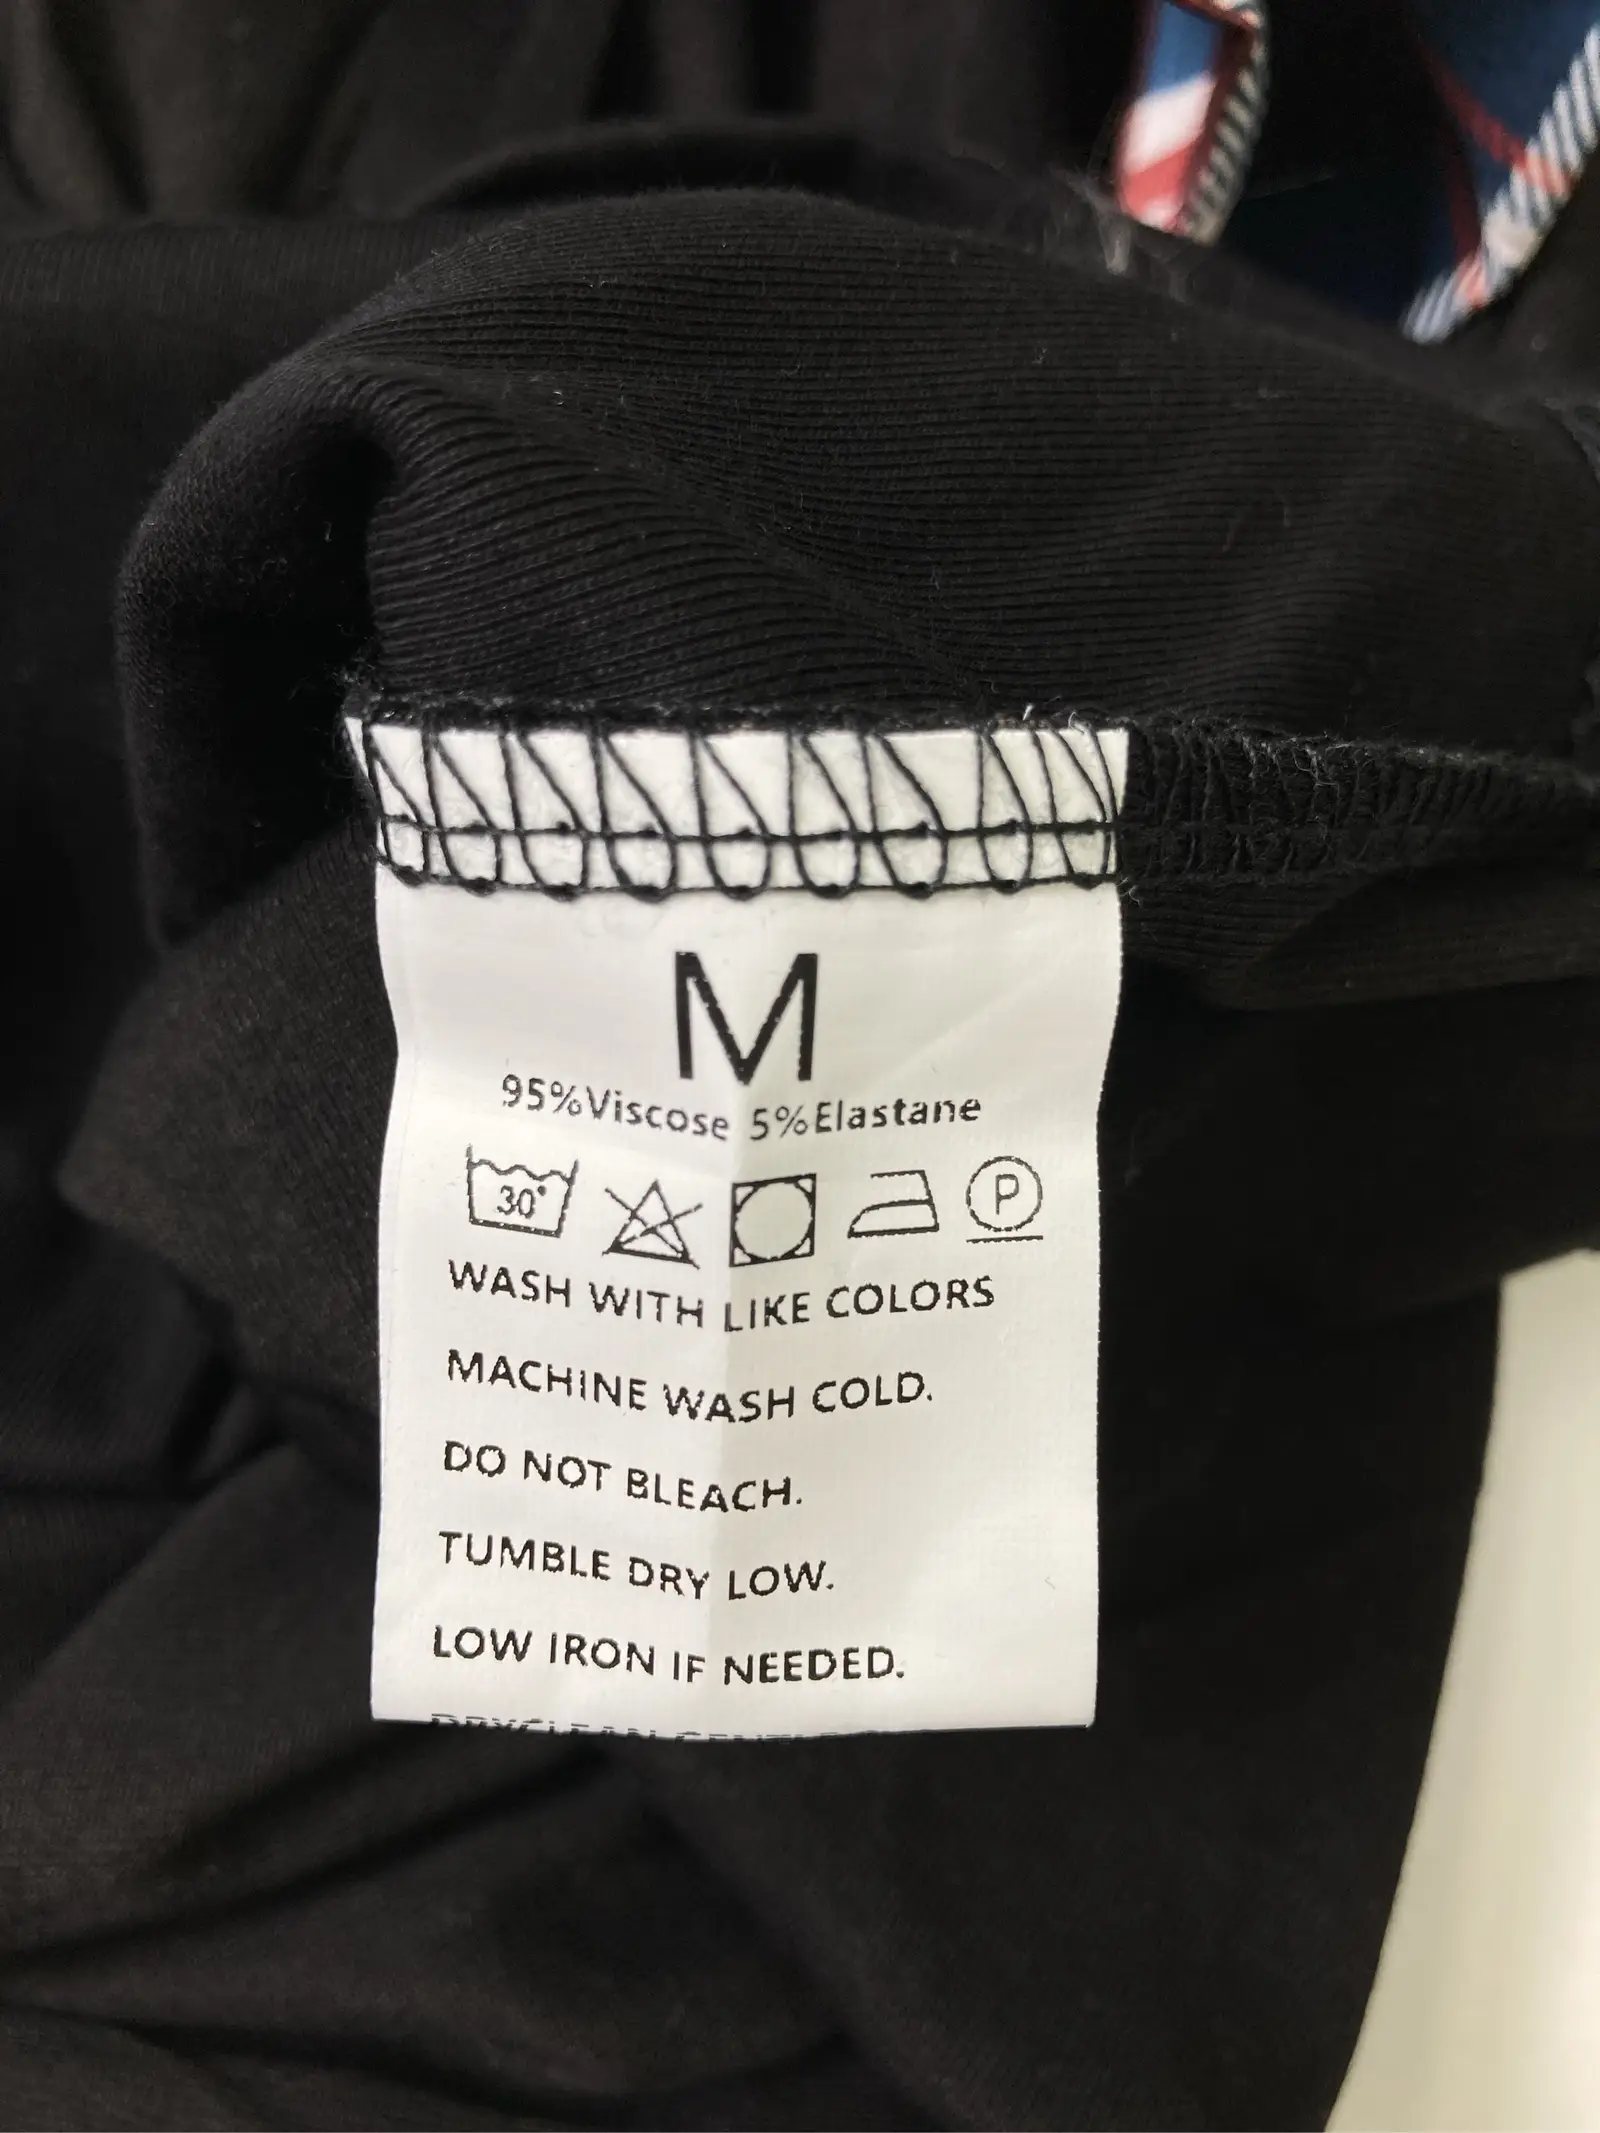 M
95%Viscose 5%Elastane
30°
P
WASH WITH LIKE COLORS
MACHINE WASH COLD.
DO NOT BLEACH.
TUMBLE DRY LOW.
LOW IRON IF NEEDED.